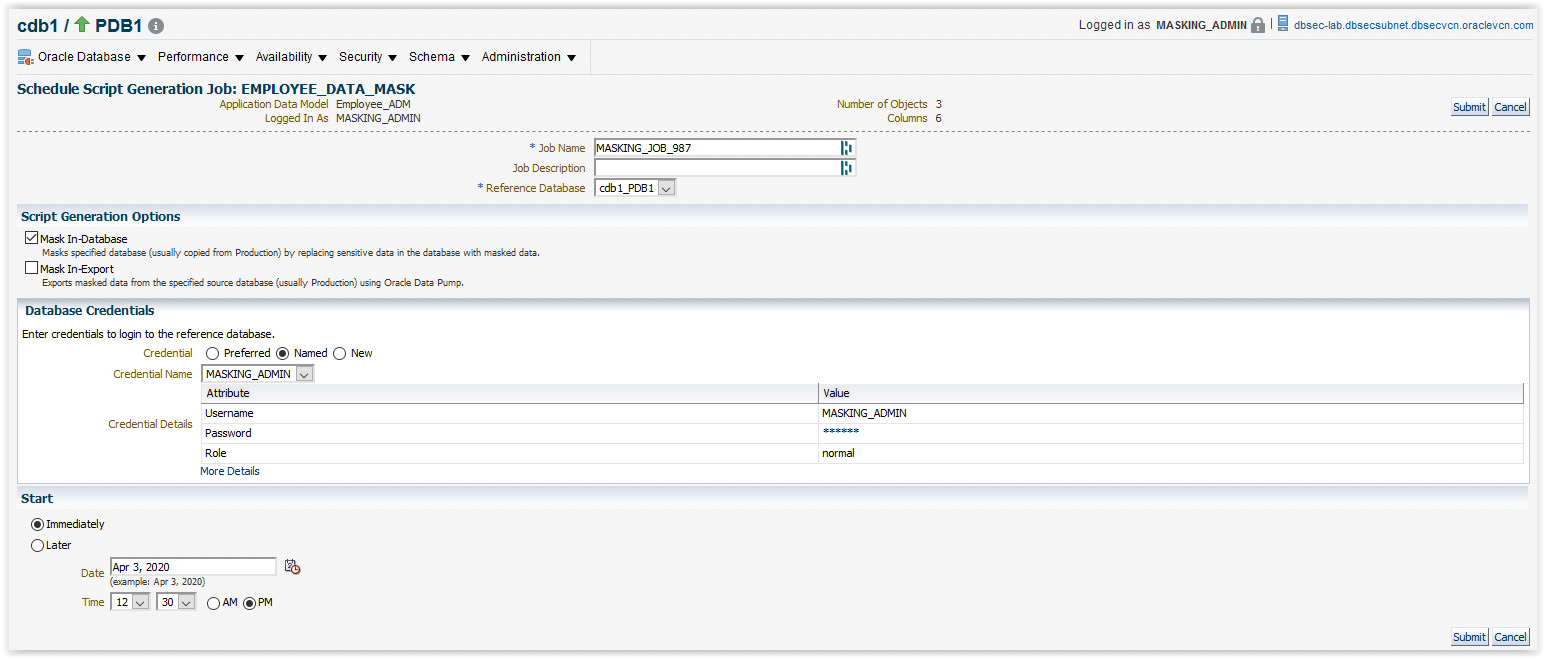 cdb1 / PDB1
Logged in as MASKING_ADMIN dbsec-lab.dbsecsubnet.dbsecvcn.oraclevcn.com
Oracle Database Performance Availability Security Schema Administration
Schedule Script Generation Job: EMPLOYEE_DATA_MASK
Application Data Model Employee_ADM Number of Objects 3
Logged In As MASKING_ADMIN Columns 6
Submit Cancel
* Job Name MASKING_JOB_987
Job Description
* Reference Database cdb1_PDB1
Script Generation Options
Mask In-Database
Masks specified database (usually copied from Production) by replacing sensitive data in the database with masked data.
Mask In-Export
Exports masked data from the specified source database (usually Production) using Oracle Data Pump.
Database Credentials
Enter credentials to login to the reference database.
Credential Preferred Named New
Credential Name MASKING_ADMIN
Attribute Value
Username MASKING_ADMIN
Credential Details
Password ******
Role normal
More Details
Start
Immediately
Later
Date Apr 3, 2020
(example: Apr 3, 2020)
Time 12 30 AM PM
Submit Cancel